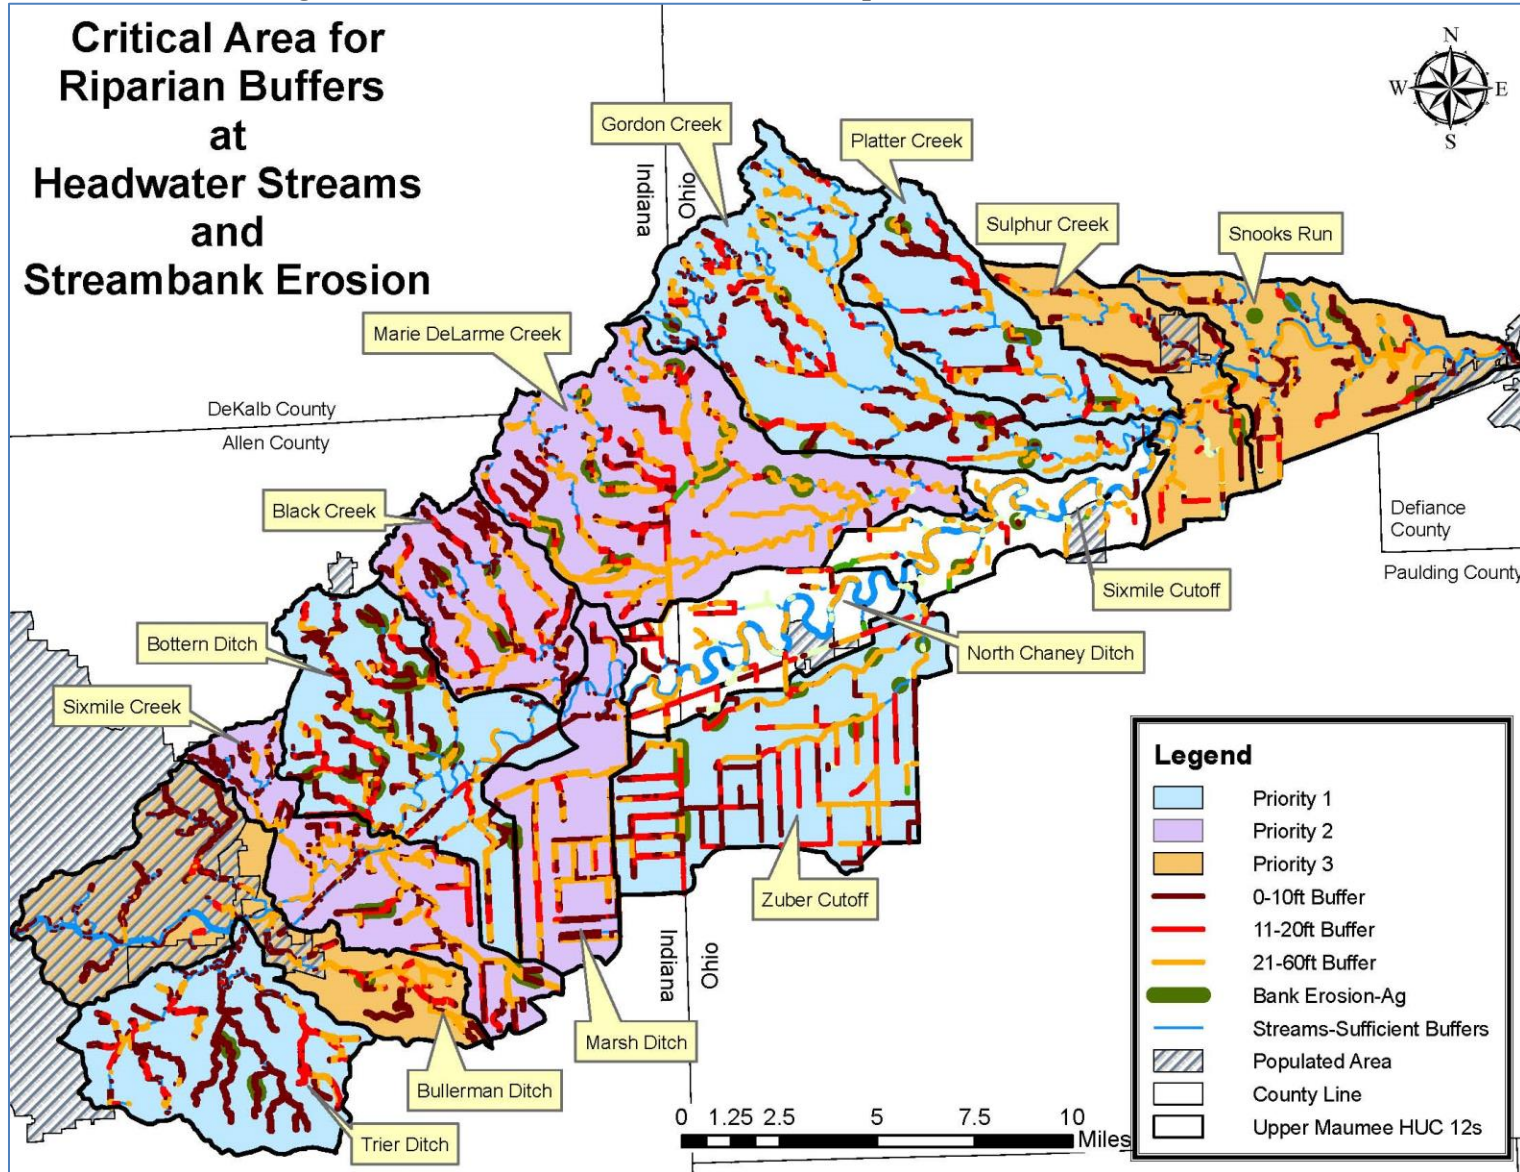 Critical Area for
Riparian Buffers
at
Headwater Streams
and
Streambank Erosion
N
W
E
S
Gordon Creek
Platter Creek
Sulphur Creek
Snooks Run
Indiana
Ohio
Marie DeLarme Creek
DeKalb County
Allen County
Black Creek
Defiance
County
Paulding County
Sixmile Cutoff
Bottern Ditch
North Chaney Ditch
Sixmile Creek
Zuber Cutoff
Indiana
Ohio
Marsh Ditch
Bullerman Ditch
Trier Ditch
Legend
Priority 1
Priority 2
Priority 3
0-10ft Buffer
11-20ft Buffer
21-60ft Buffer
Bank Erosion-Ag
Streams-Sufficient Buffers
Populated Area
County Line
Upper Maumee HUC 12s
0 1.25 2.5 5 7.5 10
Miles